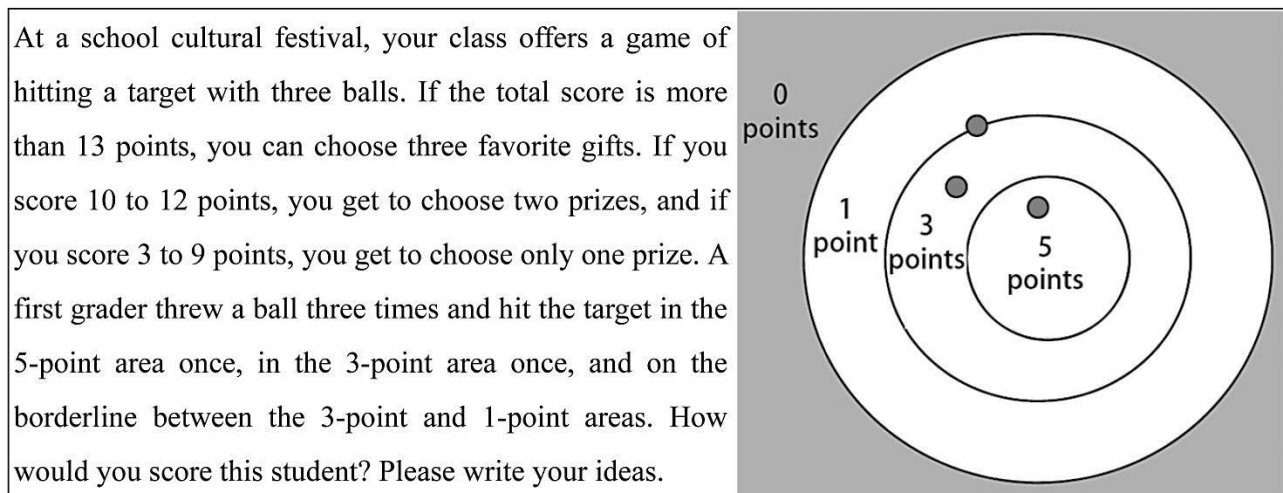 At a school cultural festival, your class offers a game of
hitting a target with three balls. If the total score is more
than 13 points, you can choose three favorite gifts. If you
score 10 to 12 points, you get to choose two prizes, and if
you score 3 to 9 points, you get to choose only one prize. A
first grader threw a ball three times and hit the target in the
5-point area once, in the 3-point area once, and on the
borderline between the 3-point and 1-point areas. How
would you score this student? Please write your ideas.
0
points
1
point
3
points
5
points